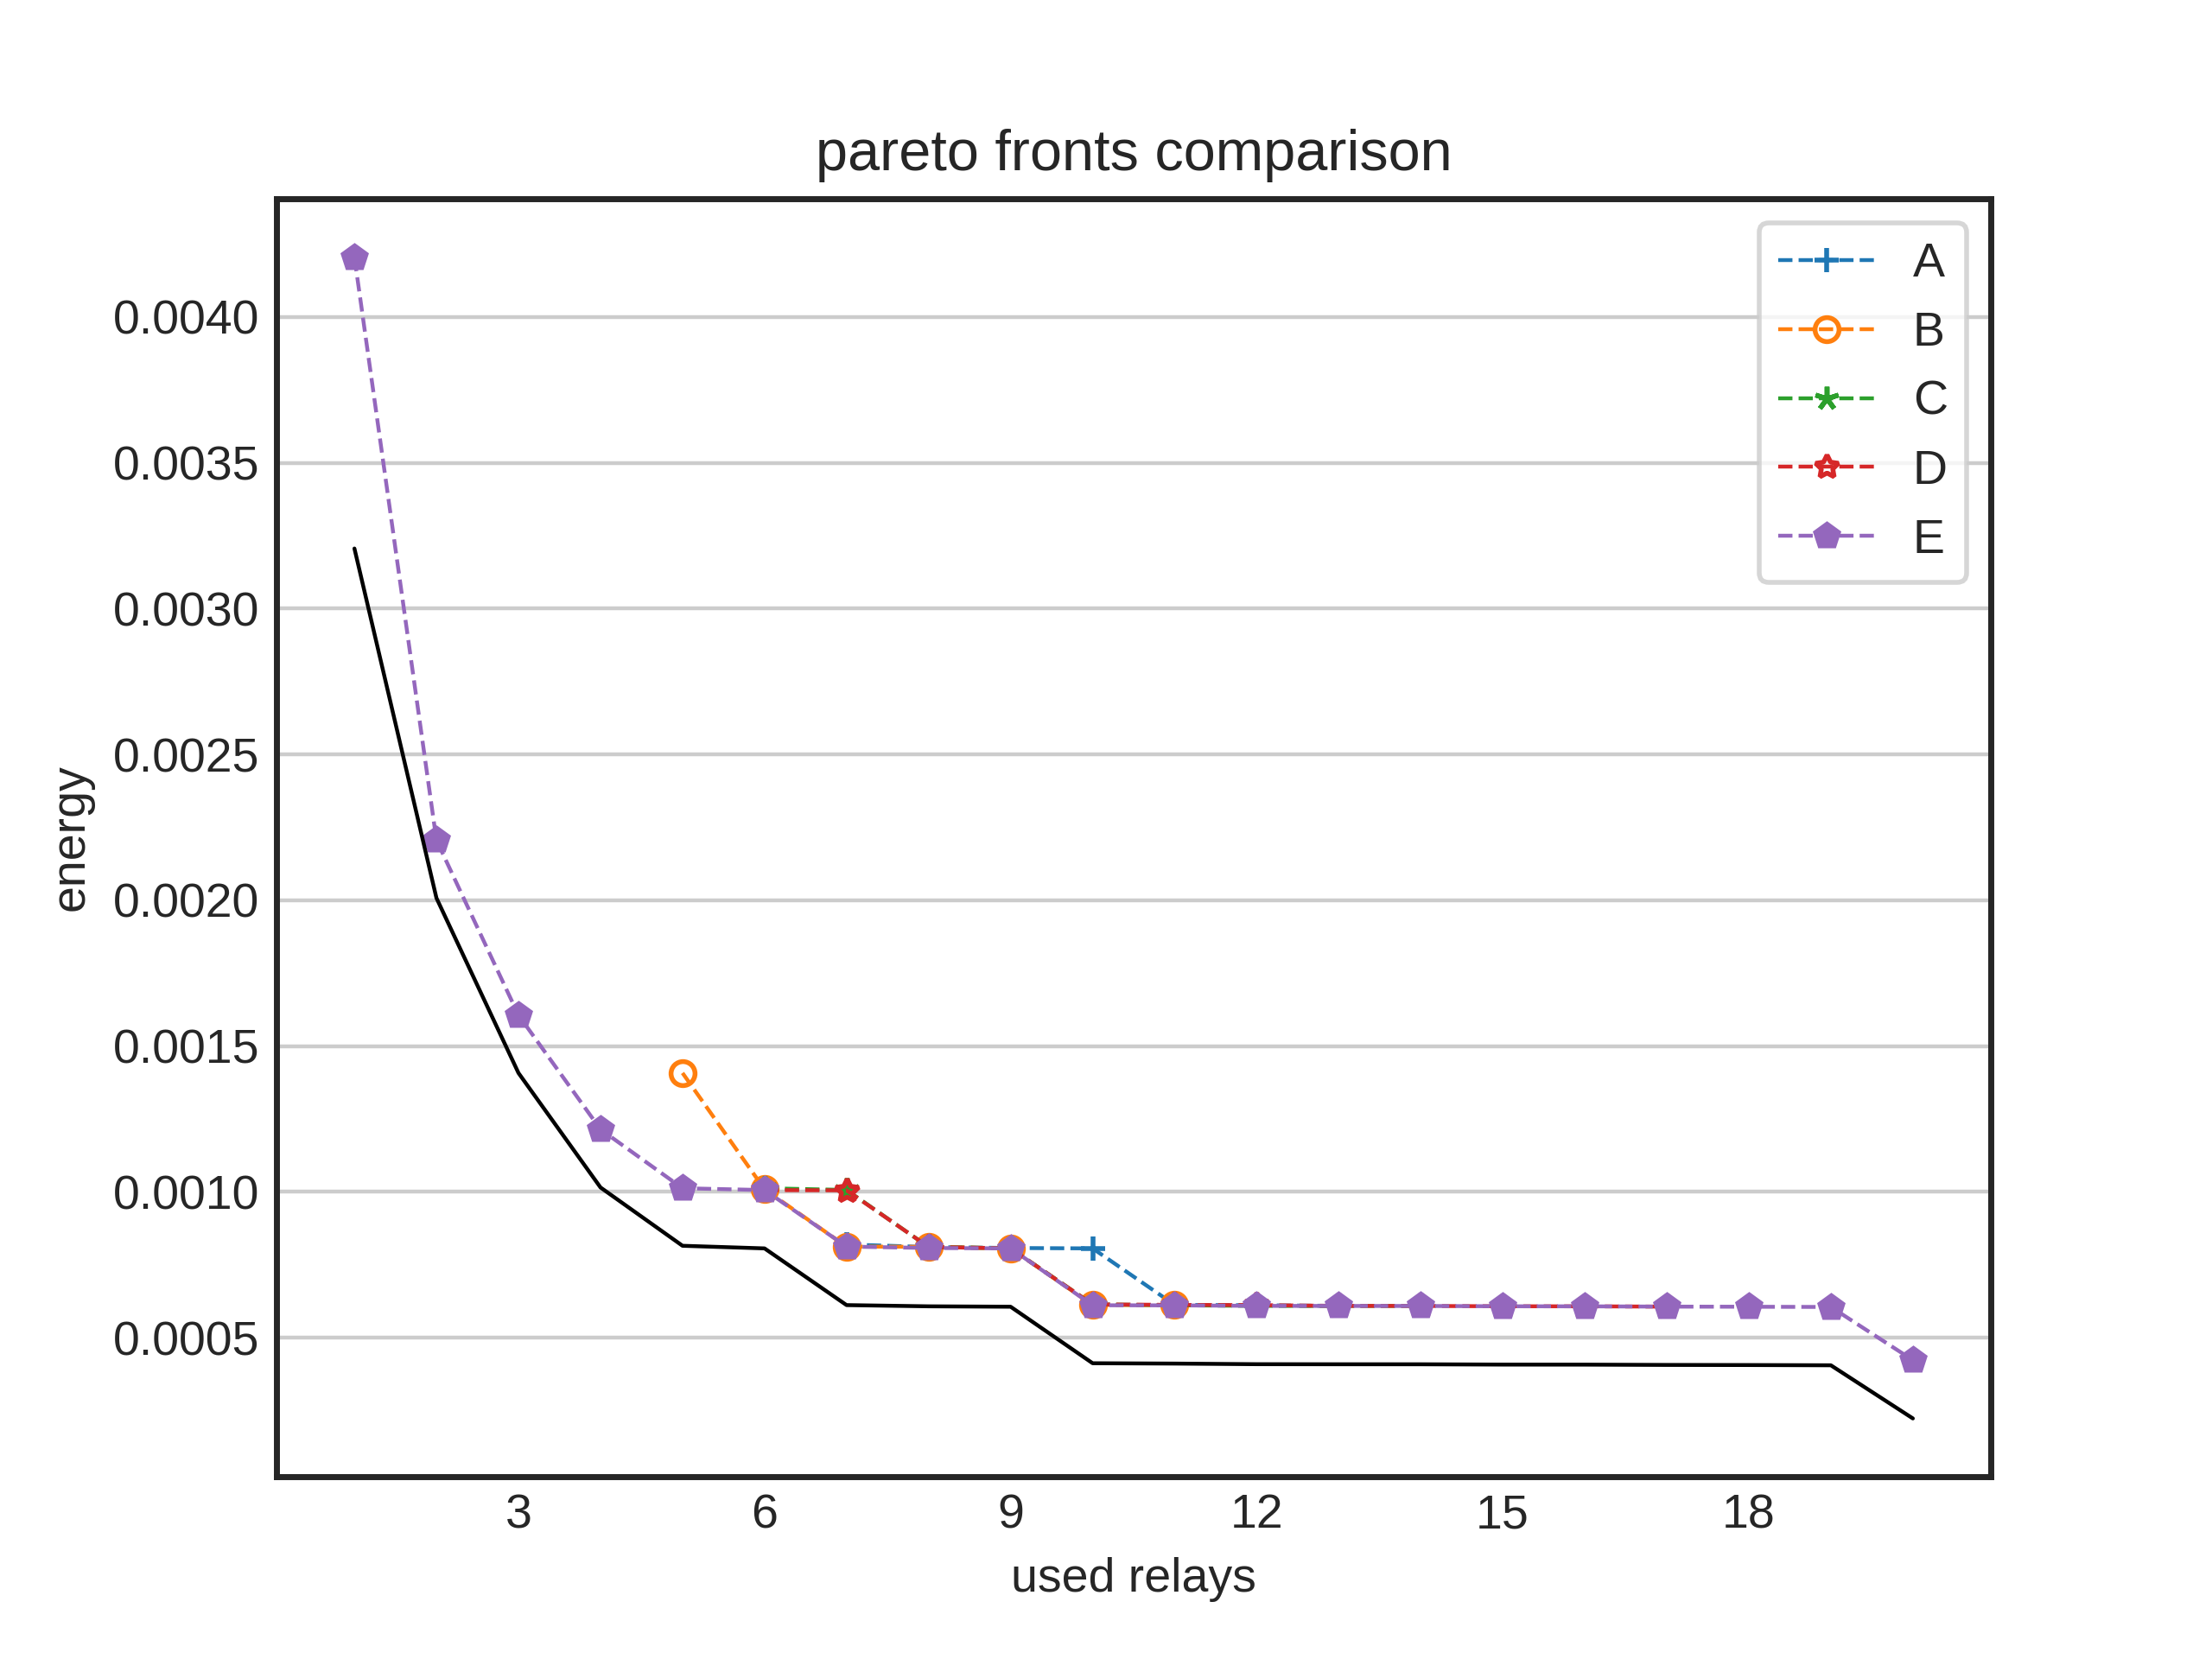 pareto fronts comparison
A
B
C
D
E
0.0040
0.0035
0.0030
0.0025
0.0020
0.0015
0.0010
0.0005
energy
3 6 9 12 15 18
used relays